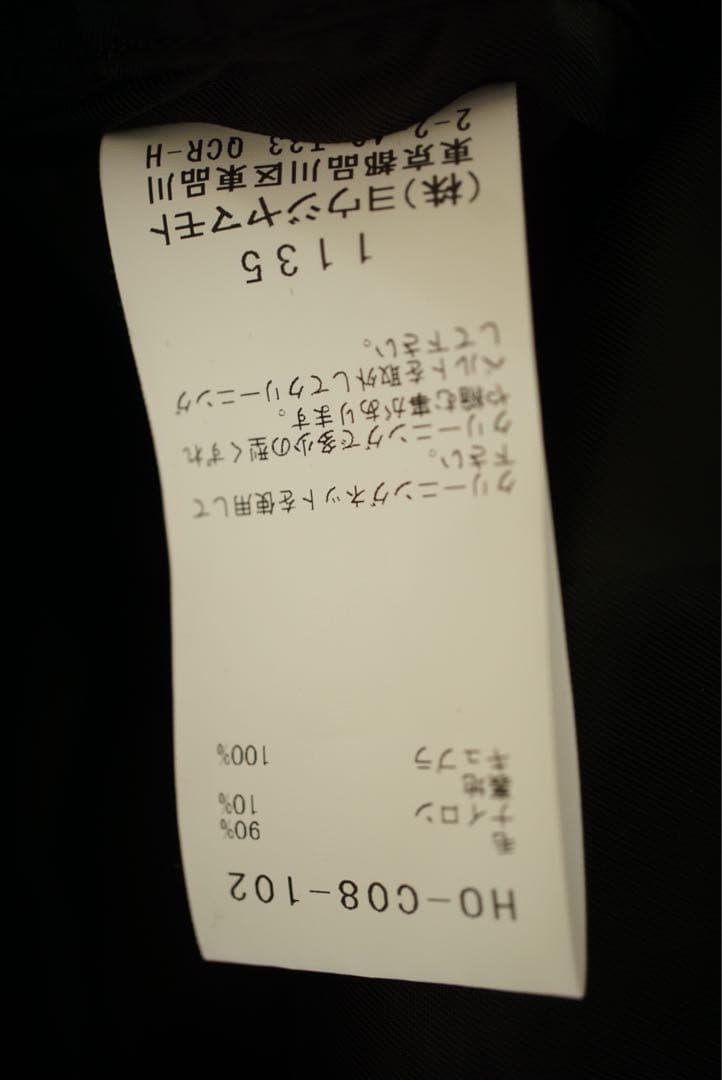 HO-C08-102
毛 90%
ナイロン 10%
裏地
キュプラ 100%
クリーニングネットを使用して
下さい。
クリーニングで多少の型くずれ
や縮む事があります。
ベルトを取外してクリーニング
して下さい。
1135
(株)ヨウジヤマモト
東京都品川区東品川
QCR-H